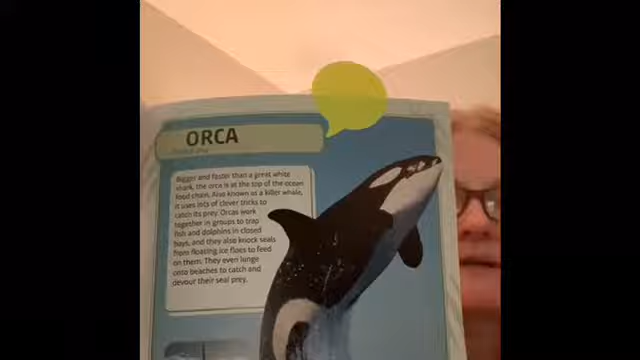 ORCA
Bigger and faster than a great white
shark, the orca is at the top of the ocean
food chain. Also known as a killer whale,
it uses lots of clever tricks to
catch its prey. Orcas work
together in groups to trap
fish and dolphins in closed
bays, and they also knock seals
from floating ice floes to feed
on them. They even lunge
onto beaches to catch and
devour their seal prey.